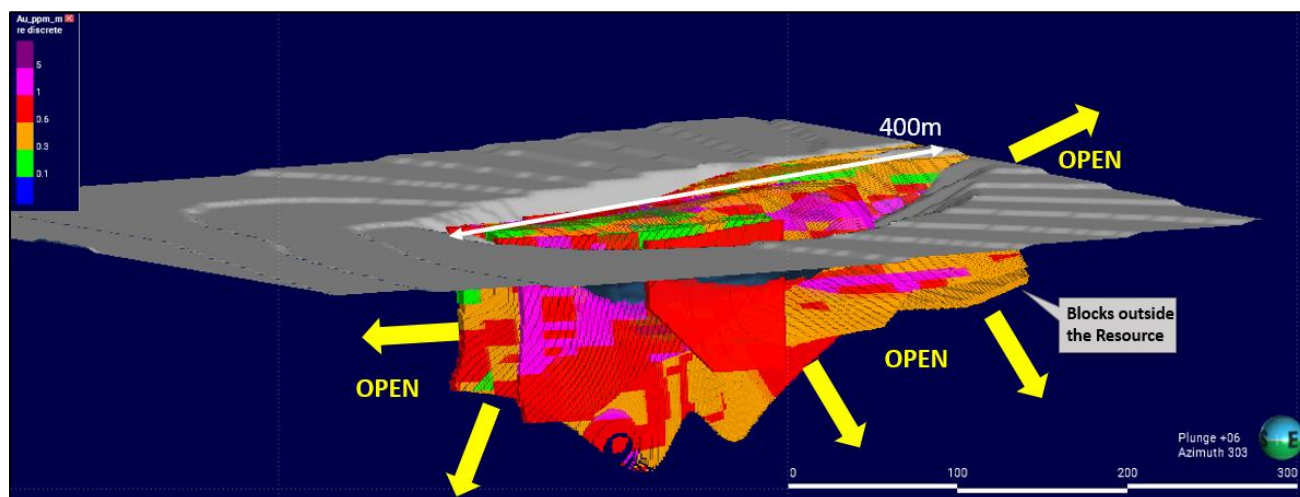 Au_ppm_m
re discrete
5
1
0.6
0.3
0.1
400m
OPEN
Blocks outside
the Resource
OPEN
OPEN
Plunge +06
Azimuth 303
0
100
200
300